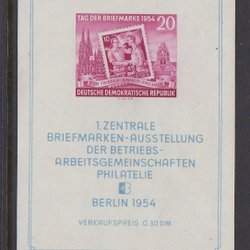 TAG DER BRIEFMARKE 1954 20
10
DEUTSCHE DEMOKRATISCHE REPUBLIK
1. ZENTRALE
BRIEFMARKEN-AUSSTELLUNG
DER BETRIEBS-
ARBEITSGEMEINSCHAFTEN
PHILATELIE
BERLIN 1954
VERKAUFSPREIS: 0.30 DM